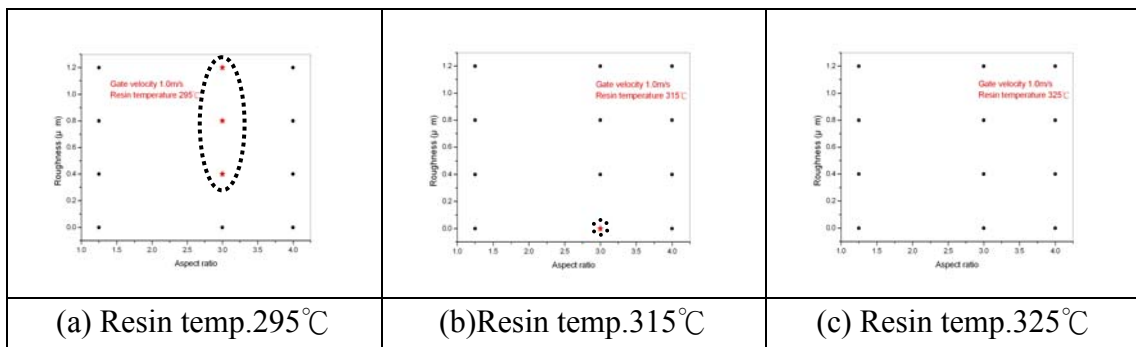 1.2
1.0
0.8
0.6
0.4
0.2
0.0
Roughness (μ m)
Gate velocity 1.0m/s
Resin temperature 295℃
1.0 1.5 2.0 2.5 3.0 3.5 4.0
Aspect ratio
1.2
1.0
0.8
0.6
0.4
0.2
0.0
Roughness (μ m)
Gate velocity 1.0m/s
Resin temperature 315℃
1.0 1.5 2.0 2.5 3.0 3.5 4.0
Aspect ratio
1.2
1.0
0.8
0.6
0.4
0.2
0.0
Roughness (μ m)
Gate velocity 1.0m/s
Resin temperature 325℃
1.0 1.5 2.0 2.5 3.0 3.5 4.0
Aspect ratio
(a) Resin temp.295℃
(b)Resin temp.315℃
(c) Resin temp.325℃